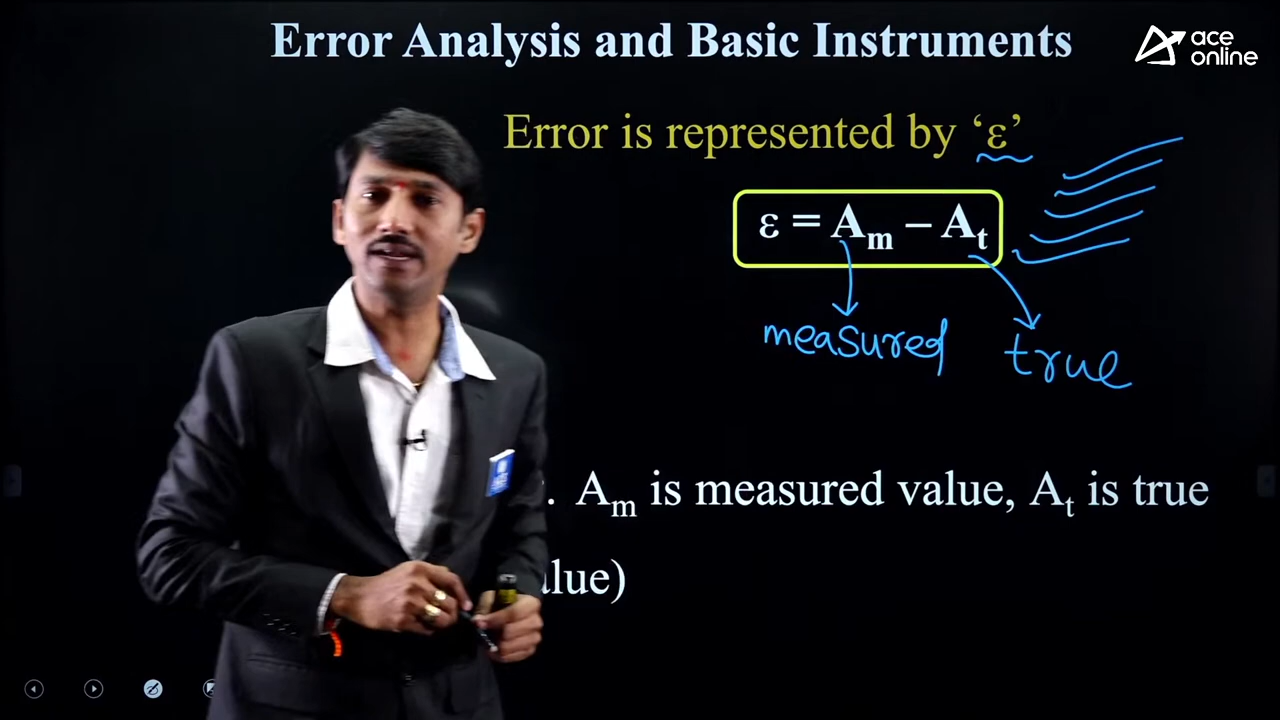 Error Analysis and Basic Instruments
ace
online
Error is represented by ‘ε’
ε = Aₘ – Aₜ
measured
true
. Aₘ is measured value, Aₜ is true
alue)